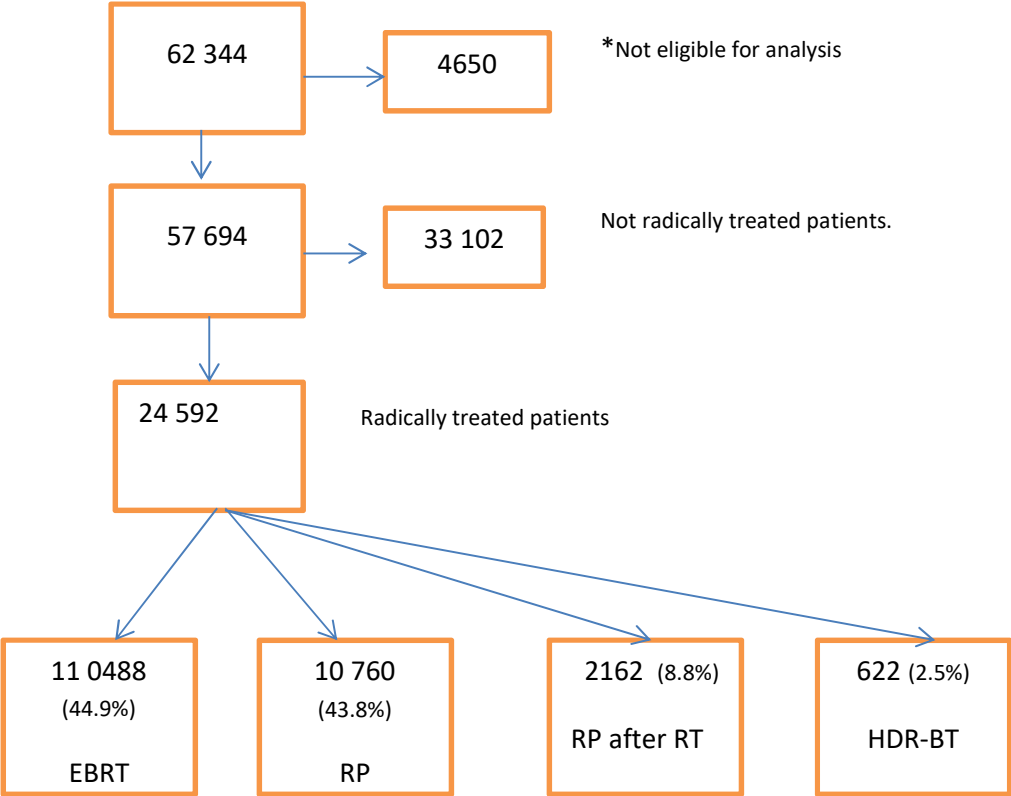 62 344
4650
*Not eligible for analysis
57 694
33 102
Not radically treated patients.
24 592
Radically treated patients
11 0488
(44.9%)
EBRT
10 760
(43.8%)
RP
2162 (8.8%)
RP after RT
622 (2.5%)
HDR-BT